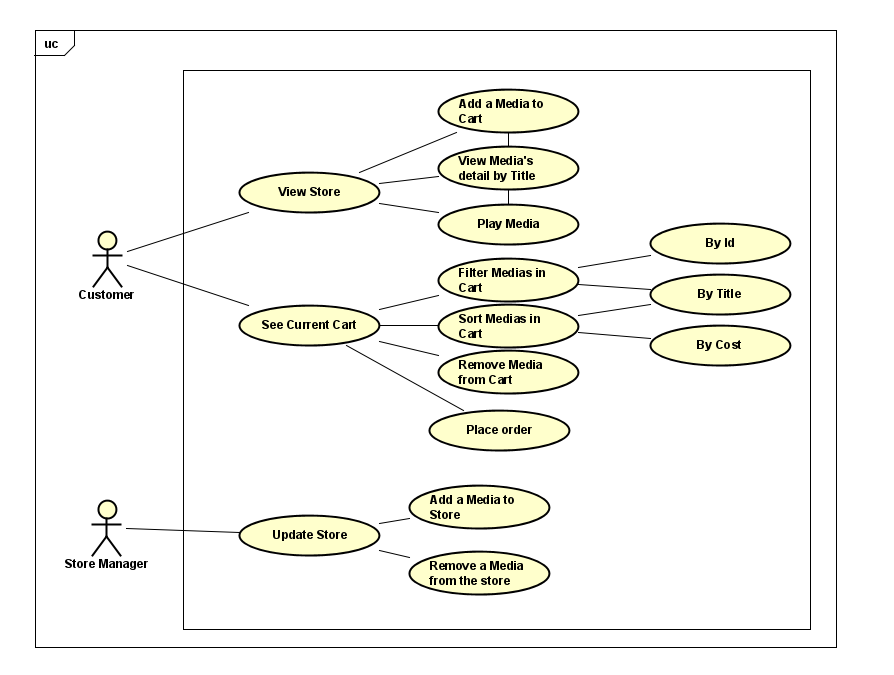 uc
Add a Media to
Cart
View Media's
detail by Title
View Store
Play Media
By Id
Filter Medias in
Cart
By Title
Customer
See Current Cart
Sort Medias in
Cart
By Cost
Remove Media
from Cart
Place order
Add a Media to
Store
Update Store
Store Manager
Remove a Media
from the store